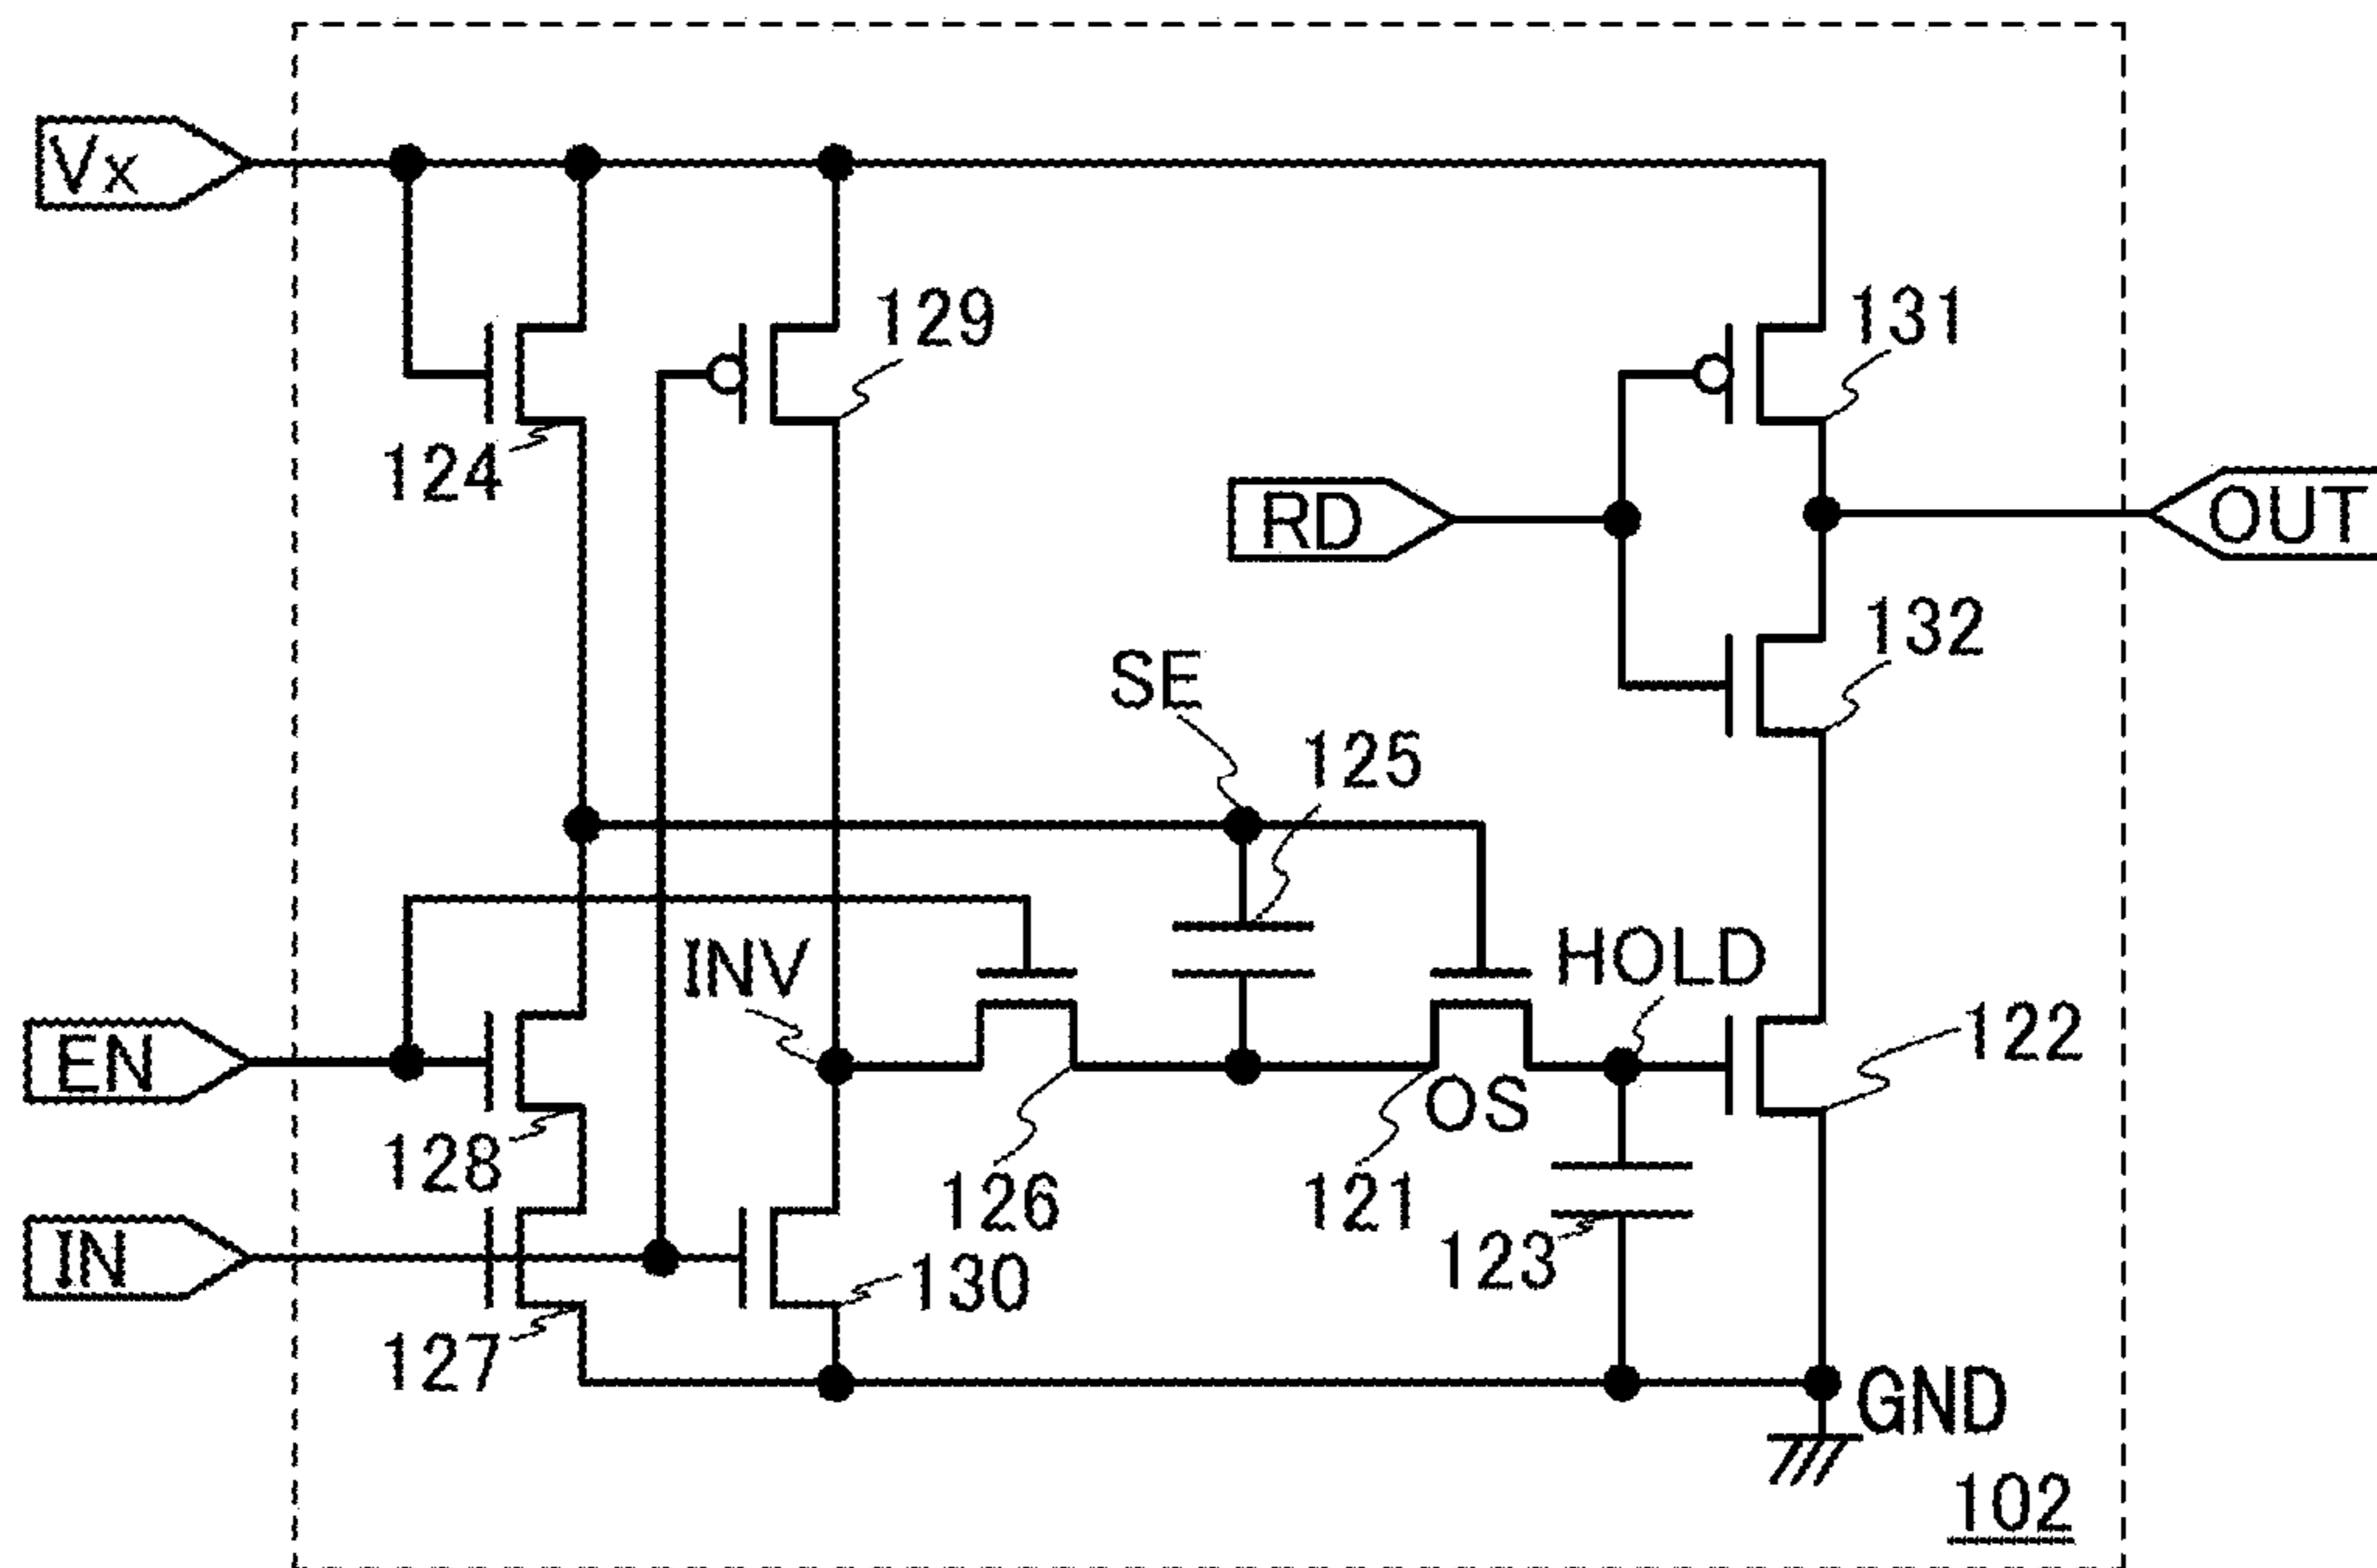 Vx
129
131
124
RD
OUT
132
SE
125
INV
HOLD
EN
122
OS
128
126
121
IN
123
130
127
GND
102